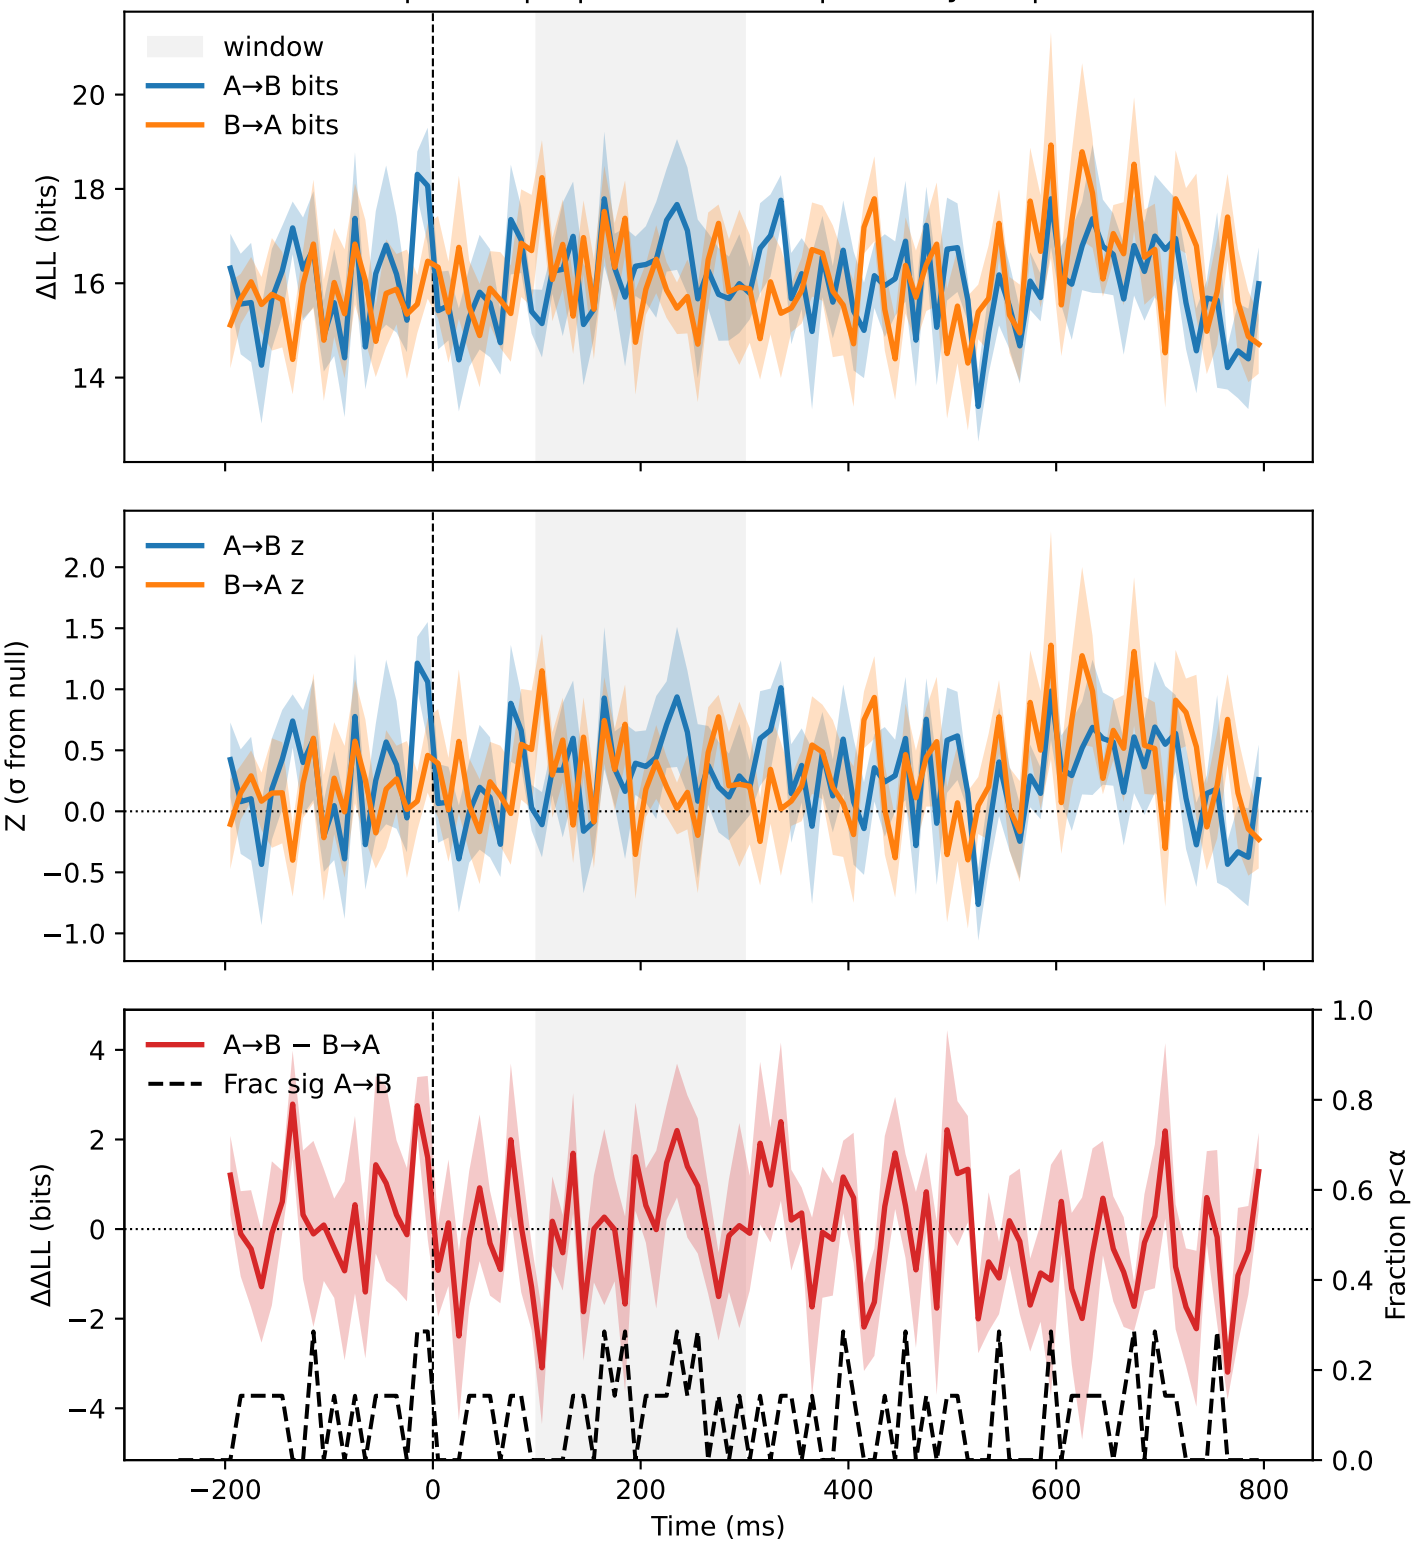 window
A→B bits
B→A bits
ΔLL (bits)
20
18
16
14
A→B z
B→A z
Z (σ from null)
2.0
1.5
1.0
0.5
0.0
−0.5
−1.0
A→B − B→A
Frac sig A→B
ΔΔLL (bits)
4
2
0
−2
−4
1.0
0.8
0.6
0.4
0.2
0.0
Fraction p<α
−200
0
200
400
600
800
Time (ms)